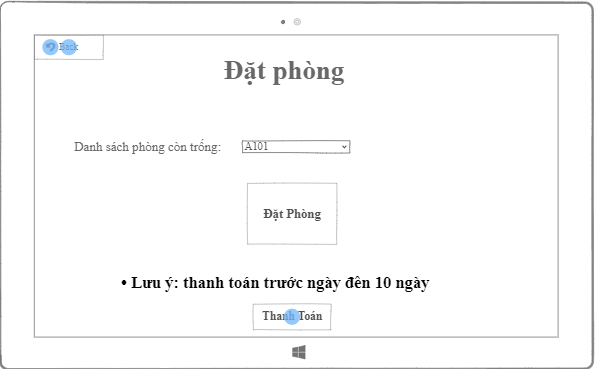 Back
Đặt phòng
Danh sách phòng còn trống:
A101
Đặt Phòng
• Lưu ý: thanh toán trước ngày đên 10 ngày
Thanh Toán